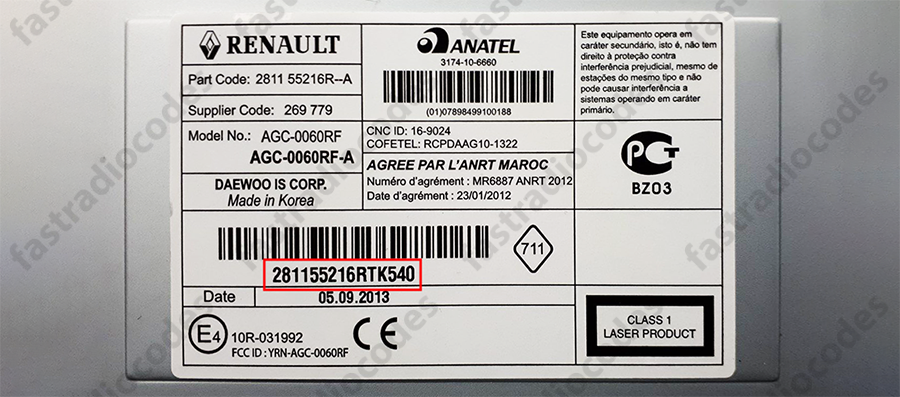 RENAULT
Part Code: 2811 55216R--A
Supplier Code: 269 779
Model No.: AGC-0060RF
AGC-0060RF-A
DAEWOO IS CORP.
Made in Korea
ANATEL
3174-10-6660
(01)07898499100188
CNC ID: 16-9024
COFETEL: RCPDAAG10-1322
AGREE PAR L'ANRT MAROC
Numéro d'agrément : MR6887 ANRT 2012
Date d'agrément : 23/01/2012
Este equipamento opera em
caráter secundário, isto é, não tem
direito à proteção contra
interferência prejudicial, mesmo de
estações do mesmo tipo e não
pode causar interferência a
sistemas operando em caráter
primário.
PCT
BZ03
281155216RTK540
711
Date 05.09.2013
E4 10R-031992
FCC ID : YRN-AGC-0060RF
CE
CLASS 1
LASER PRODUCT
fastradiocodes